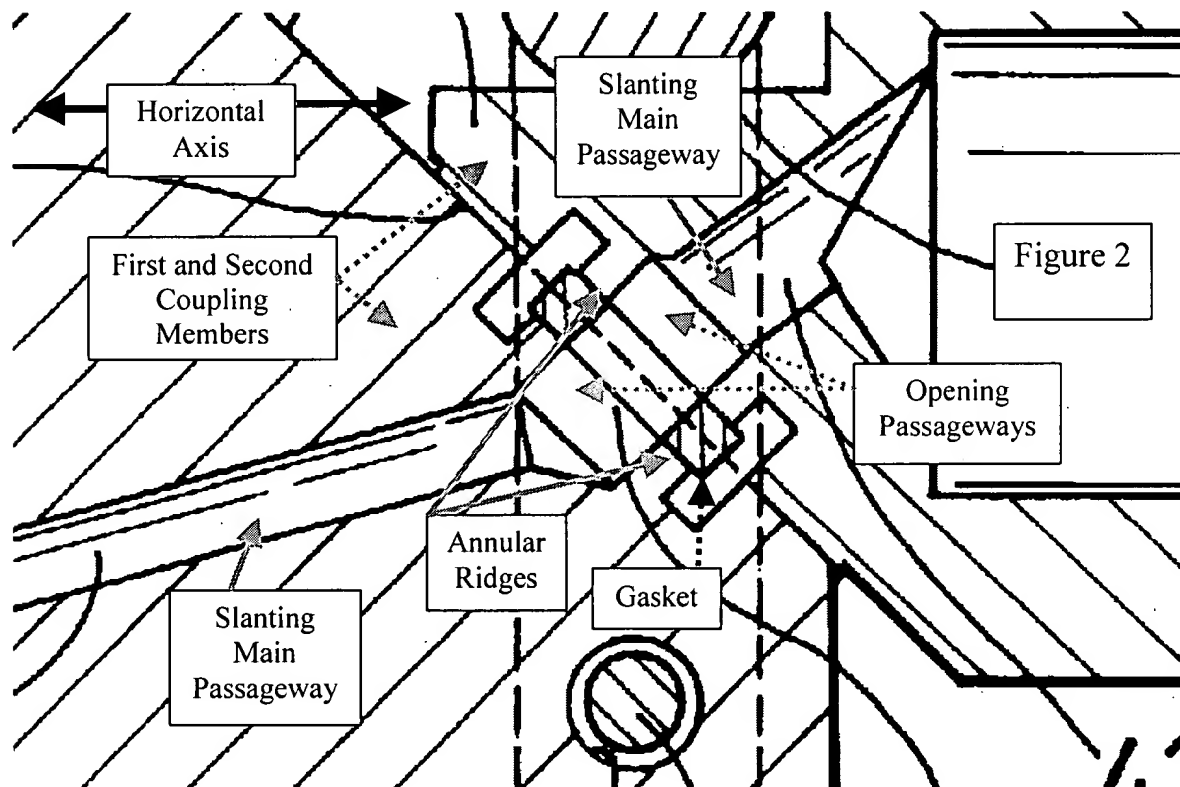 Horizontal
Axis
Slanting
Main
Passageway
First and Second
Coupling
Members
Figure 2
Opening
Passageways
Annular
Ridges
Gasket
Slanting
Main
Passageway